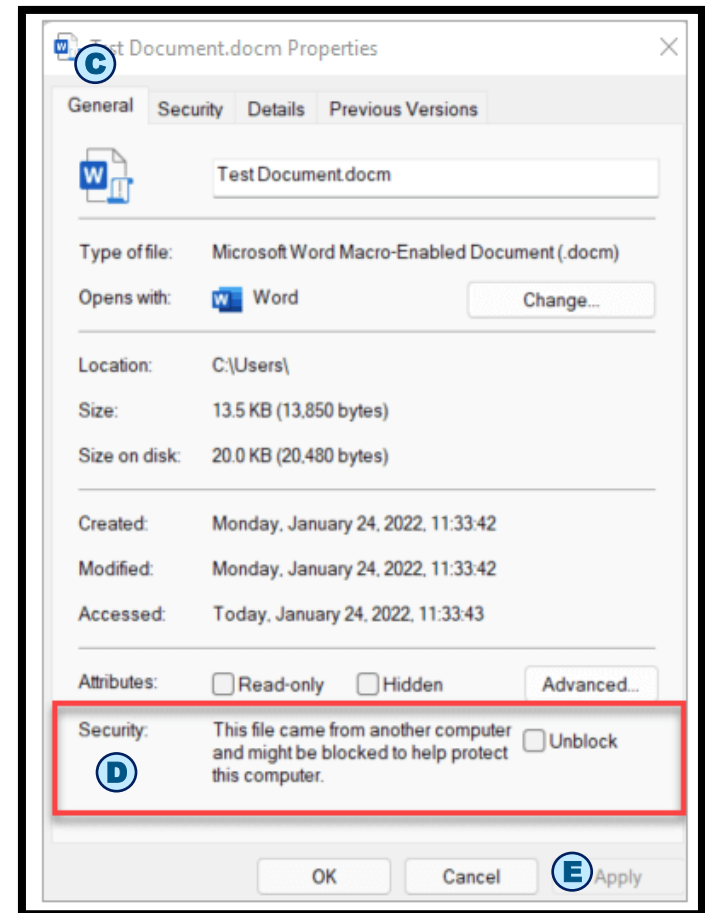 C
st Document.docm Properties
General Security Details Previous Versions
W
Test Document.docm
Type of file: Microsoft Word Macro-Enabled Document (.docm)
Opens with: W Word Change...
Location: C:\Users\
Size: 13.5 KB (13,850 bytes)
Size on disk: 20.0 KB (20,480 bytes)
Created: Monday, January 24, 2022, 11:33:42
Modified: Monday, January 24, 2022, 11:33:42
Accessed: Today, January 24, 2022, 11:33:43
Attributes: Read-only Hidden Advanced...
Security: This file came from another computer
and might be blocked to help protect Unblock
this computer.
D
OK Cancel E Apply